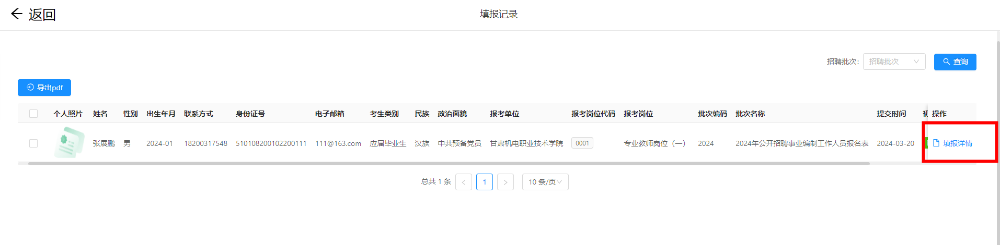 返回
填报记录
招聘批次: 招聘批次 查询
导出pdf
个人照片 姓名 性别 出生年月 联系方式 身份证号 电子邮箱 考生类别 民族 政治面貌 报考单位 报考岗位代码 报考岗位 批次编码 批次名称 提交时间 操作
张展鹏 男 2024-01 18200317548 510108200102200111 111@163.com 应届毕业生 汉族 中共预备党员 甘肃机电职业技术学院 0001 专业教师岗位（一） 2024 2024年公开招聘事业编制工作人员报名表 2024-03-20 填报详情
总共 1 条 < 1 > 10 条/页